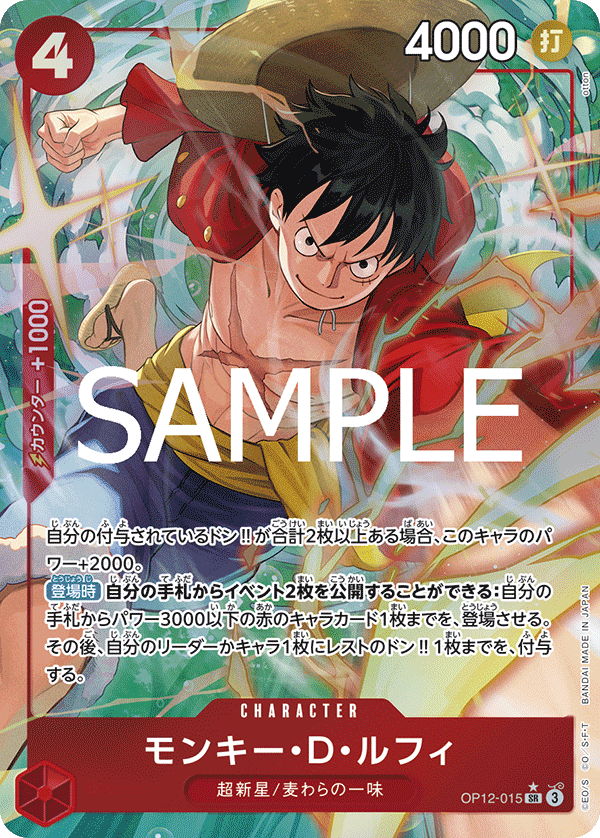 4
4000 打
otton
カウンター +1000
SAMPLE
自分の付与されているドン!!が合計2枚以上ある場合、このキャラのパ
ワー+2000。
登場時 自分の手札からイベント2枚を公開することができる：自分の
手札からパワー3000以下の赤のキャラカード1枚までを、登場させる。
その後、自分のリーダーかキャラ1枚にレストのドン!!1枚までを、付与
する。
CHARACTER
モンキー・D・ルフィ
超新星/麦わらの一味
OP12-015 SR 3
©E.O/S ©O／S・F・T BANDAI MADE IN JAPAN